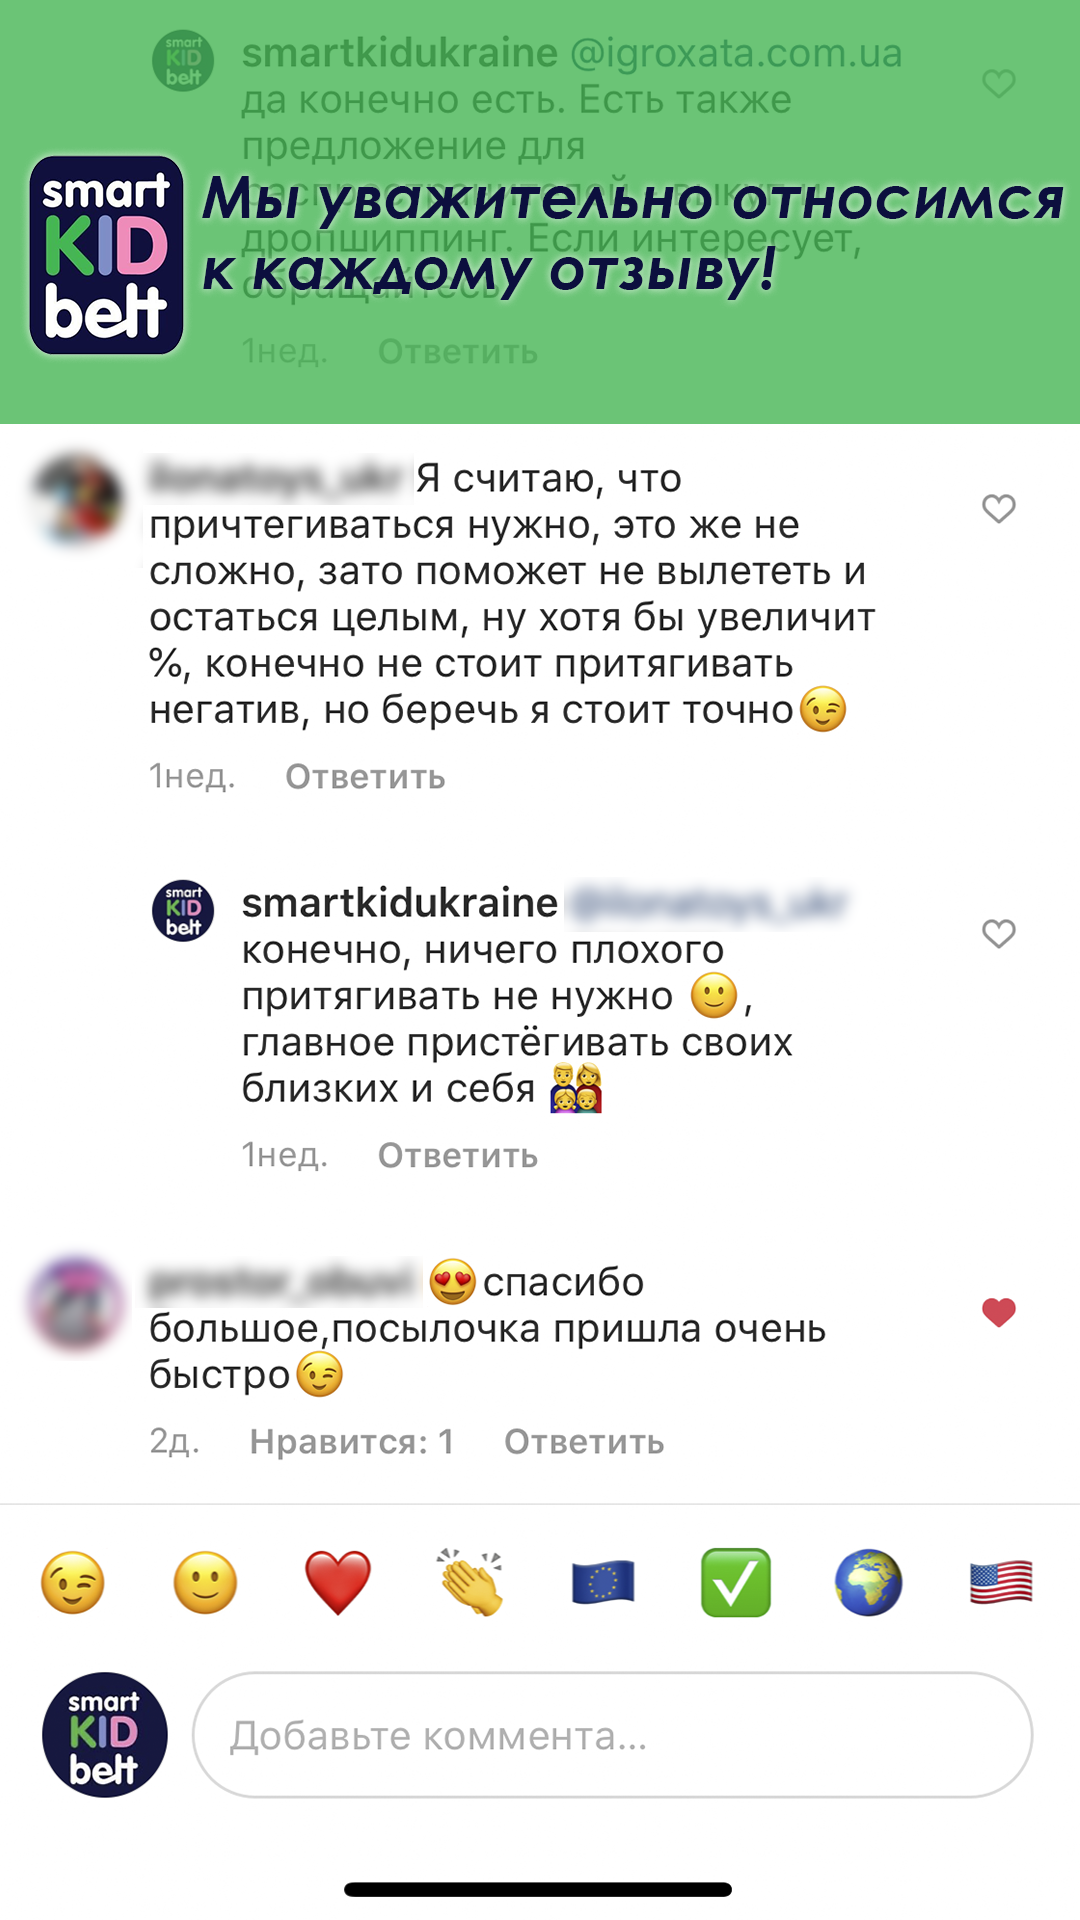 smart
KID
belt
smartkidukraine @igroxata.com.ua
да конечно есть. Есть также
предложение для
распространителей - выкуп и
дропшиппинг. Если интересует,
обращайтесь
1нед. Ответить
smart
KID
belt
Мы уважительно относимся
к каждому отзыву!
Я считаю, что
причтегиваться нужно, это же не
сложно, зато поможет не вылететь и
остаться целым, ну хотя бы увеличит
%, конечно не стоит притягивать
негатив, но беречь я стоит точно😉
1нед. Ответить
smart
KID
belt
smartkidukraine
конечно, ничего плохого
притягивать не нужно 🙂,
главное пристёгивать своих
близких и себя 👨‍👩‍👧‍👦
1нед. Ответить
😍спасибо
большое,посылочка пришла очень
быстро😉
2д. Нравится: 1 Ответить
smart
KID
belt
Добавьте коммента...